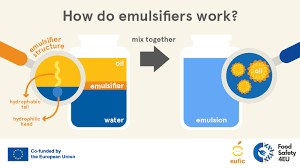 How do emulsifiers work?
emulsifier
structure
mix together
oil
emulsifier
water
hydrophobic
tail
hydrophilic
head
oil
emulsion
Co-funded by
the European Union
eufic
Food
Safety
4EU